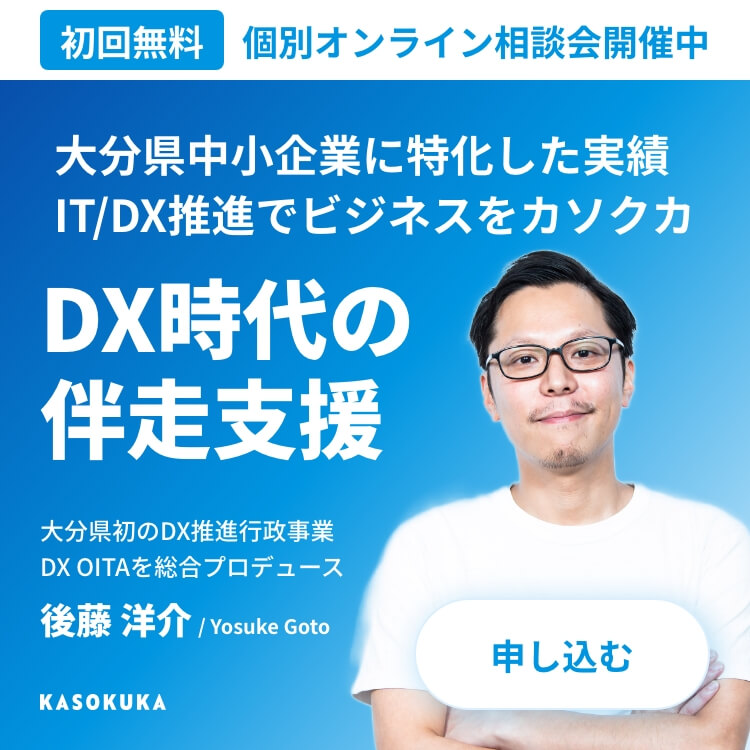 初回無料 個別オンライン相談会開催中
大分県中小企業に特化した実績
IT/DX推進でビジネスをカソクカ
DX時代の
伴走支援
大分県初のDX推進行政事業
DX OITAを総合プロデュース
後藤 洋介 / Yosuke Goto
申し込む
KASOKUKA